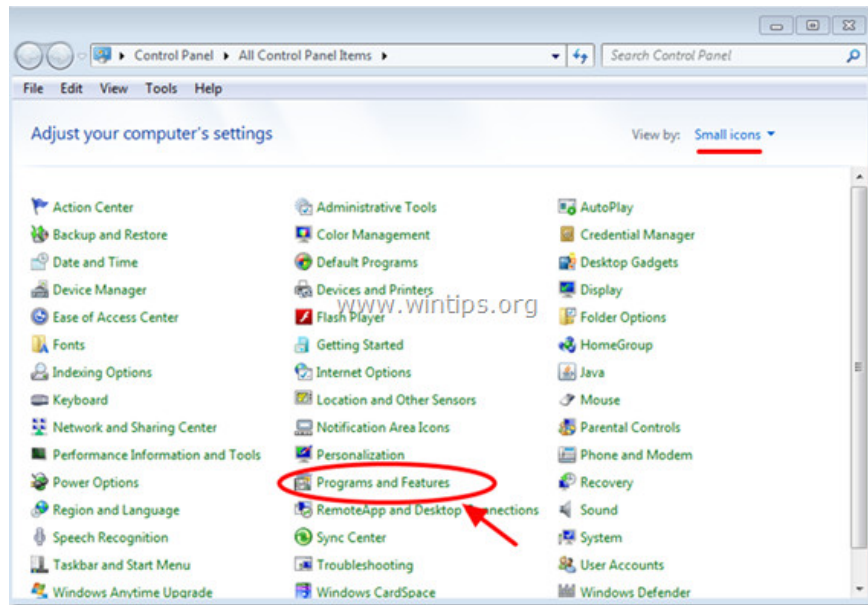 Control Panel ▸ All Control Panel Items ▸
Search Control Panel
File Edit View Tools Help
Adjust your computer's settings
View by: Small icons
Action Center
Administrative Tools
AutoPlay
Backup and Restore
Color Management
Credential Manager
Date and Time
Default Programs
Desktop Gadgets
Device Manager
Devices and Printers
Display
www.wintips.org
Ease of Access Center
Flash Player
Folder Options
Fonts
Getting Started
HomeGroup
Indexing Options
Internet Options
Java
Keyboard
Location and Other Sensors
Mouse
Network and Sharing Center
Notification Area Icons
Parental Controls
Performance Information and Tools
Personalization
Phone and Modem
Power Options
Programs and Features
Recovery
Region and Language
RemoteApp and Desktop Connections
Sound
Speech Recognition
Sync Center
System
Taskbar and Start Menu
Troubleshooting
User Accounts
Windows Anytime Upgrade
Windows CardSpace
Windows Defender